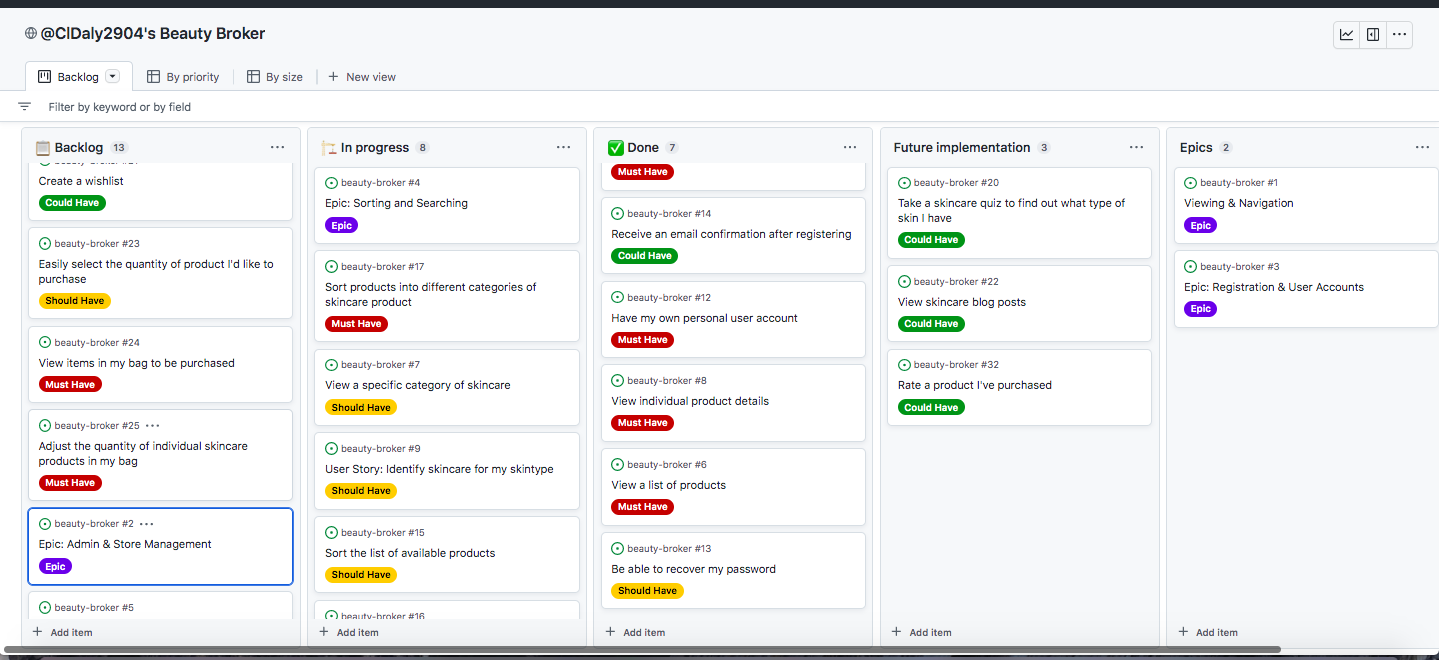 @ClDaly2904's Beauty Broker
Backlog
By priority
By size
New view
Filter by keyword or by field
Backlog 13
Create a wishlist
Could Have
beauty-broker #23
Easily select the quantity of product I'd like to
purchase
Should Have
beauty-broker #24
View items in my bag to be purchased
Must Have
beauty-broker #25
Adjust the quantity of individual skincare
products in my bag
Must Have
beauty-broker #2
Epic: Admin & Store Management
Epic
beauty-broker #5
Add item
In progress 8
beauty-broker #4
Epic: Sorting and Searching
Epic
beauty-broker #17
Sort products into different categories of
skincare product
Must Have
beauty-broker #7
View a specific category of skincare
Should Have
beauty-broker #9
User Story: Identify skincare for my skintype
Should Have
beauty-broker #15
Sort the list of available products
Should Have
beauty-broker #16
Add item
Done 7
Must Have
beauty-broker #14
Receive an email confirmation after registering
Could Have
beauty-broker #12
Have my own personal user account
Must Have
beauty-broker #8
View individual product details
Must Have
beauty-broker #6
View a list of products
Must Have
beauty-broker #13
Be able to recover my password
Should Have
Add item
Future implementation 3
beauty-broker #20
Take a skincare quiz to find out what type of
skin I have
Could Have
beauty-broker #22
View skincare blog posts
Could Have
beauty-broker #32
Rate a product I've purchased
Could Have
Add item
Epics 2
beauty-broker #1
Viewing & Navigation
Epic
beauty-broker #3
Epic: Registration & User Accounts
Epic
Add item